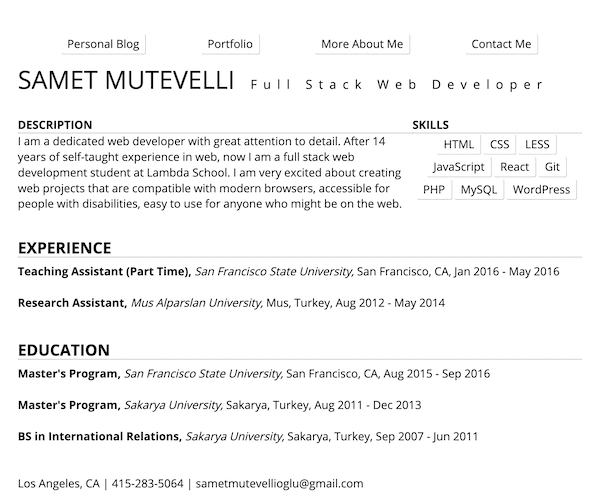 Personal Blog Portfolio More About Me Contact Me
SAMET MUTEVELLI Full Stack Web Developer
DESCRIPTION
I am a dedicated web developer with great attention to detail. After 14
years of self-taught experience in web, now I am a full stack web
development student at Lambda School. I am very excited about creating
web projects that are compatible with modern browsers, accessible for
people with disabilities, easy to use for anyone who might be on the web.
SKILLS
HTML CSS LESS
JavaScript React Git
PHP MySQL WordPress
EXPERIENCE
Teaching Assistant (Part Time), San Francisco State University, San Francisco, CA, Jan 2016 - May 2016
Research Assistant, Mus Alparslan University, Mus, Turkey, Aug 2012 - May 2014
EDUCATION
Master's Program, San Francisco State University, San Francisco, CA, Aug 2015 - Sep 2016
Master's Program, Sakarya University, Sakarya, Turkey, Aug 2011 - Dec 2013
BS in International Relations, Sakarya University, Sakarya, Turkey, Sep 2007 - Jun 2011
Los Angeles, CA | 415-283-5064 | sametmutevellioglu@gmail.com